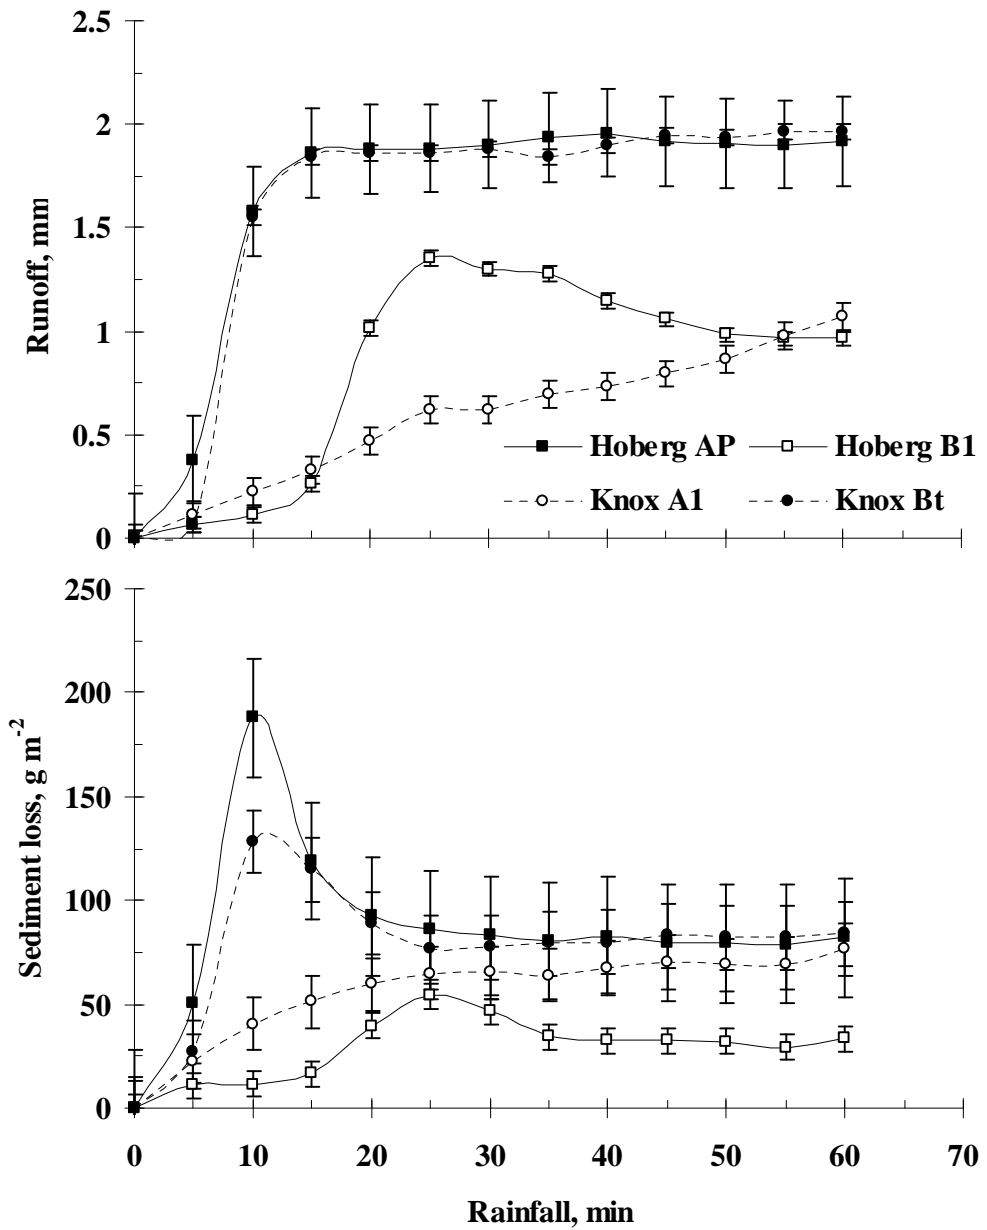 2.5
2
1.5
1
0.5
0
Runoff, mm
Hoberg AP
Hoberg B1
Knox A1
Knox Bt
250
200
150
100
50
0
Sediment loss, g m-2
0 10 20 30 40 50 60 70
Rainfall, min